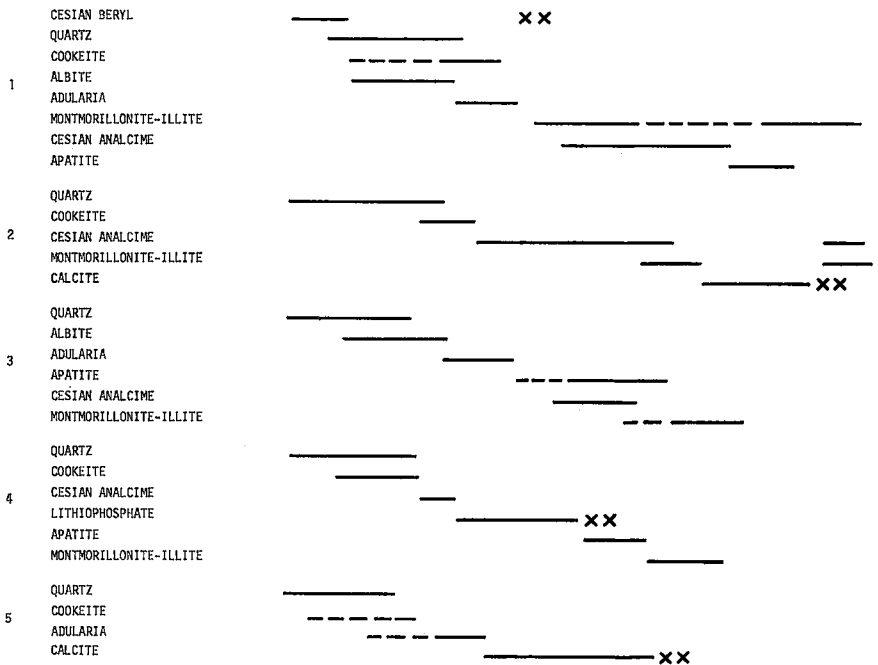 CESIAN BERYL
QUARTZ
COOKEITE
ALBITE
1
ADULARIA
MONTMORILLONITE-ILLITE
CESIAN ANALCIME
APATITE
QUARTZ
COOKEITE
2
CESIAN ANALCIME
MONTMORILLONITE-ILLITE
CALCITE
QUARTZ
ALBITE
3
ADULARIA
APATITE
CESIAN ANALCIME
MONTMORILLONITE-ILLITE
QUARTZ
COOKEITE
4
CESIAN ANALCIME
LITHIOPHOSPHATE
APATITE
MONTMORILLONITE-ILLITE
QUARTZ
COOKEITE
5
ADULARIA
CALCITE